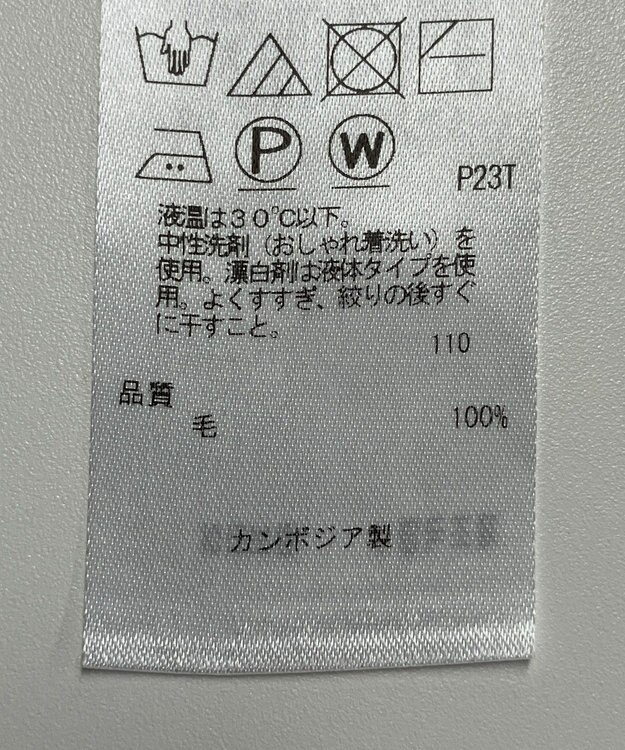 P W
P23T
液温は30℃以下。
中性洗剤（おしゃれ着洗い）を
使用。漂白剤は液体タイプを使
用。よくすすぎ、絞りの後すぐ
に干すこと。
110
品質
毛 100%
カンボジア製